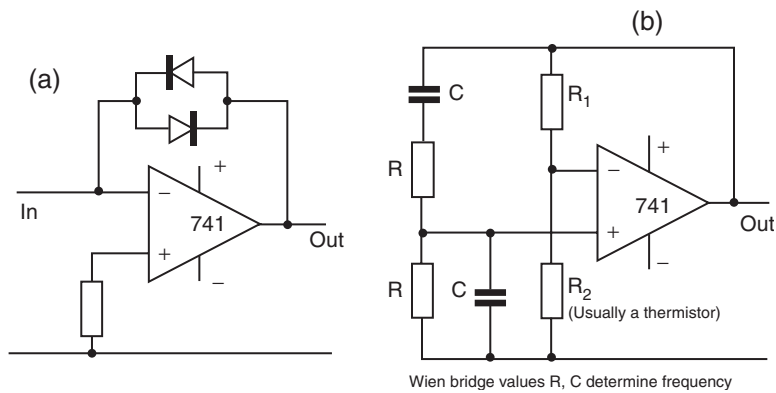 (a)
In
−
+
741
+
−
Out
(b)
C
R
R
C
R1
R2
(Usually a thermistor)
−
+
741
+
−
Out
Wien bridge values R, C determine frequency